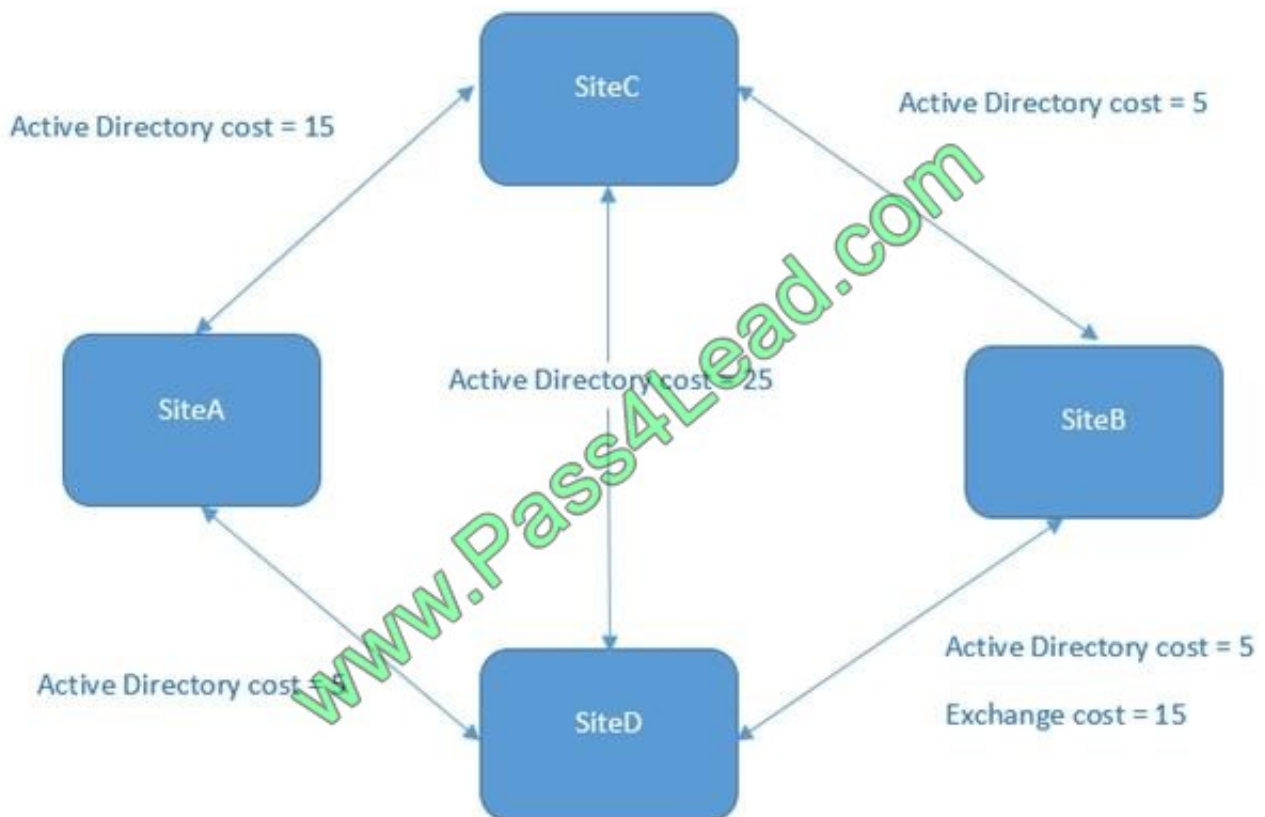 SiteC
Active Directory cost = 15
Active Directory cost = 5
SiteA
Active Directory cost = 25
SiteB
Active Directory cost = 5
SiteD
Active Directory cost = 5
Exchange cost = 15
www.Pass4Lead.com